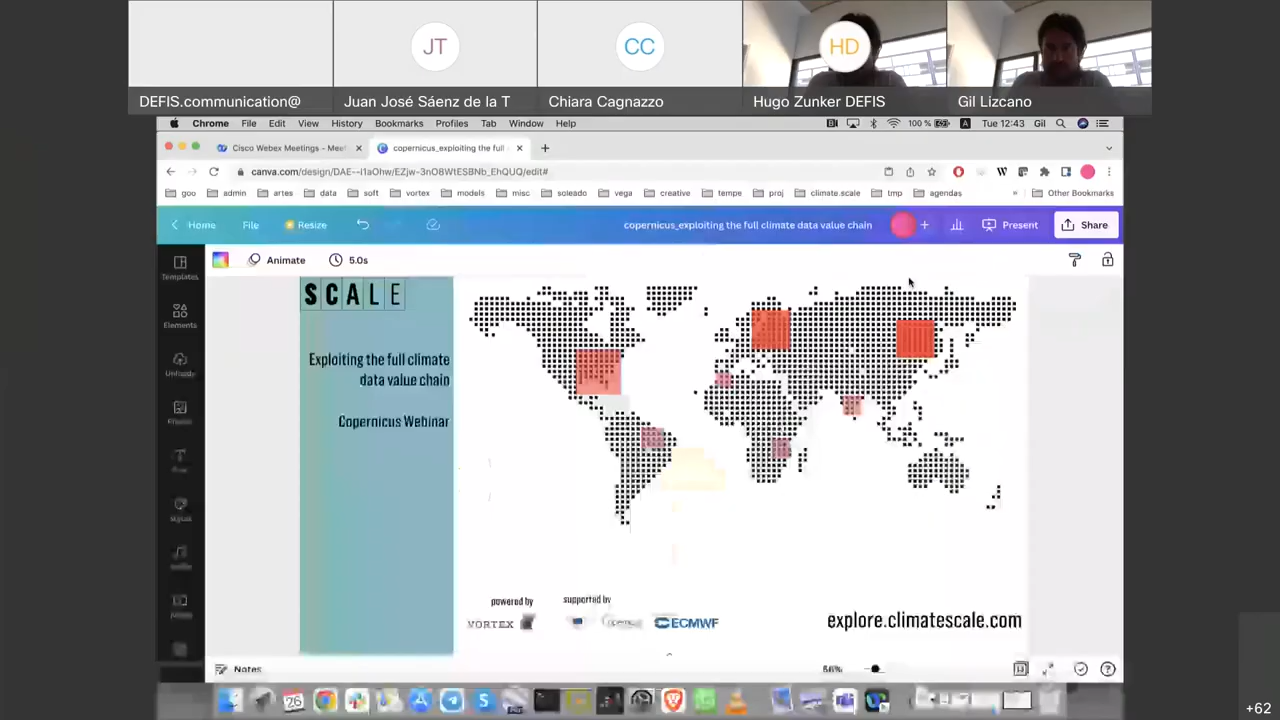 JT
CC
HD
DEFIS.communication@
Juan José Sáenz de la T
Chiara Cagnazzo
Hugo Zunker DEFIS
Gil Lizcano
Chrome File Edit View History Bookmarks Profiles Tab Window Help
100 %
A
Tue 12:43 Gil
Cisco Webex Meetings - Meet
copernicus_exploiting the full
canva.com/design/DAE--i1aOhw/EZjw-3nO8WtESBNb_EhQUQ/edit#
goo admin artes data soft vortex models misc soleado vega creative tempe proj climate.scale tmp agendas
» Other Bookmarks
Home File Resize
copernicus_exploiting the full climate data value chain
Present Share
Animate 5.0s
Templates
Elements
SCALE
Exploiting the full climate
data value chain
Copernicus Webinar
powered by
supported by
VORTEX
ECMWF
explore.climatescale.com
Notes
26
+62